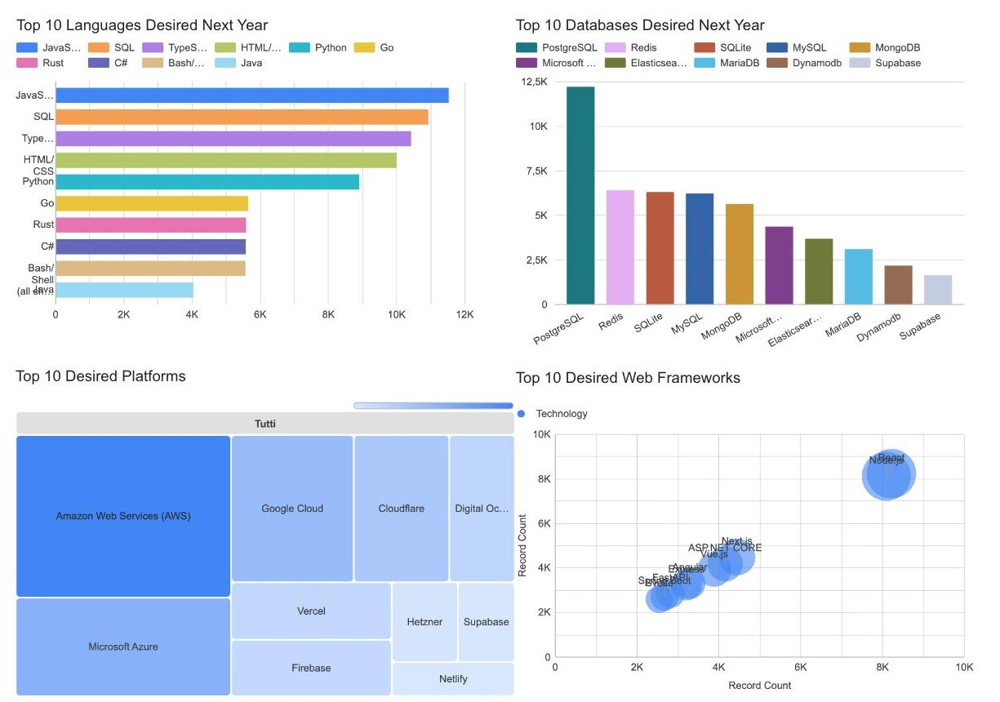 Top 10 Languages Desired Next Year
JavaS… SQL TypeS… HTML/… Python Go
Rust C# Bash/… Java
JavaS…
SQL
Type…
HTML/
CSS
Python
Go
Rust
C#
Bash/
Shell
(all sh…
Java
0 2K 4K 6K 8K 10K 12K
Top 10 Databases Desired Next Year
PostgreSQL Redis SQLite MySQL MongoDB
Microsoft … Elasticsea… MariaDB Dynamodb Supabase
12,5K
10K
7,5K
5K
2,5K
0
PostgreSQL Redis SQLite MySQL MongoDB Microsoft… Elasticsear… MariaDB Dynamodb Supabase
Top 10 Desired Platforms
Tutti
Amazon Web Services (AWS)
Google Cloud
Cloudflare
Digital Oc…
Microsoft Azure
Vercel
Firebase
Hetzner
Supabase
Netlify
Top 10 Desired Web Frameworks
Technology
Record Count
10K
8K
6K
4K
2K
0
React
Node.js
Next.js
ASP.NET CORE
Vue.js
Angular
Express
FastAPI
Spring Boot
Svelte
0 2K 4K 6K 8K 10K
Record Count